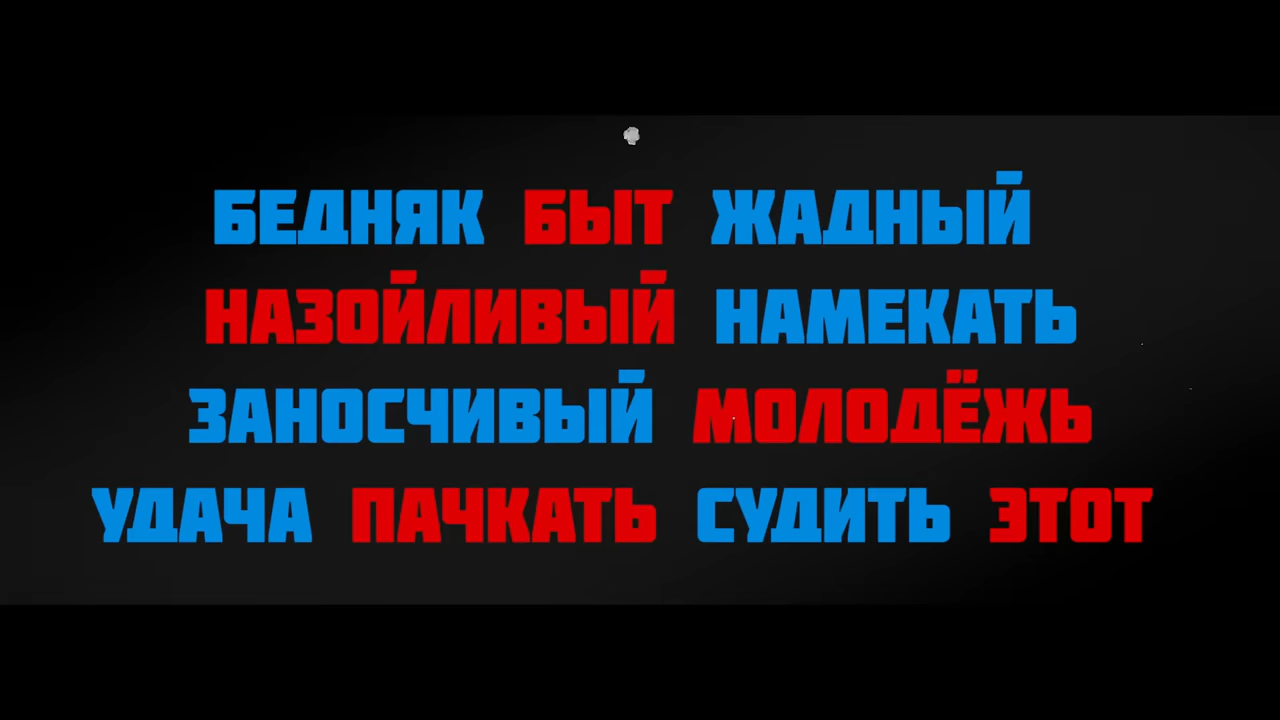 БЕДНЯК БЫТ ЖАДНЫЙ
НАЗОЙЛИВЫЙ НАМЕКАТЬ
ЗАНОСЧИВЫЙ МОЛОДЁЖЬ
УДАЧА ПАЧКАТЬ СУДИТЬ ЭТОТ